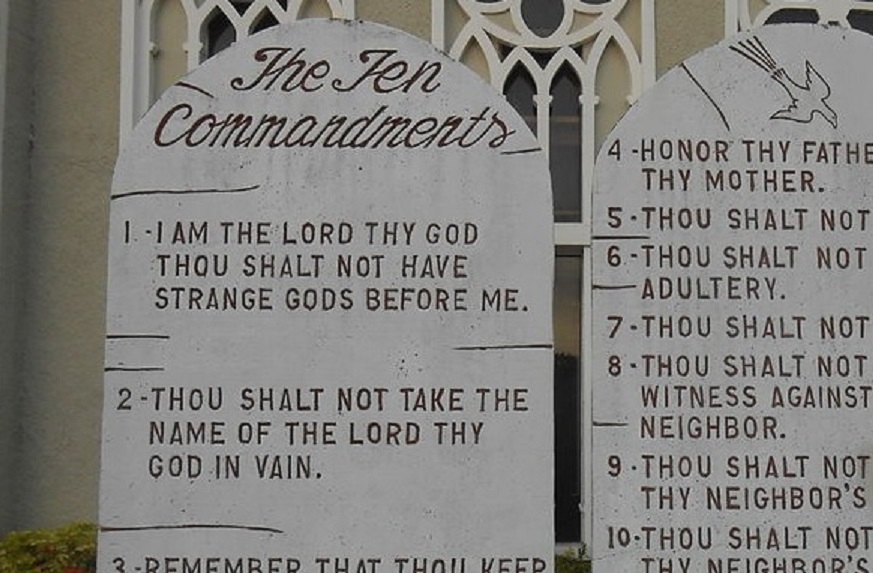 The Ten
Commandments
1.-I AM THE LORD THY GOD
THOU SHALT NOT HAVE
STRANGE GODS BEFORE ME.
2-THOU SHALT NOT TAKE THE
NAME OF THE LORD THY
GOD IN VAIN.
3-REMEMBER THAT THOU KEEP
4-HONOR THY FATHE
THY MOTHER.
5-THOU SHALT NOT
6-THOU SHALT NOT
ADULTERY.
7-THOU SHALT NOT
8-THOU SHALT NOT
WITNESS AGAINST
NEIGHBOR.
9-THOU SHALT NOT
THY NEIGHBOR'S
10-THOU SHALT NOT
THY NEIGHBOR'S